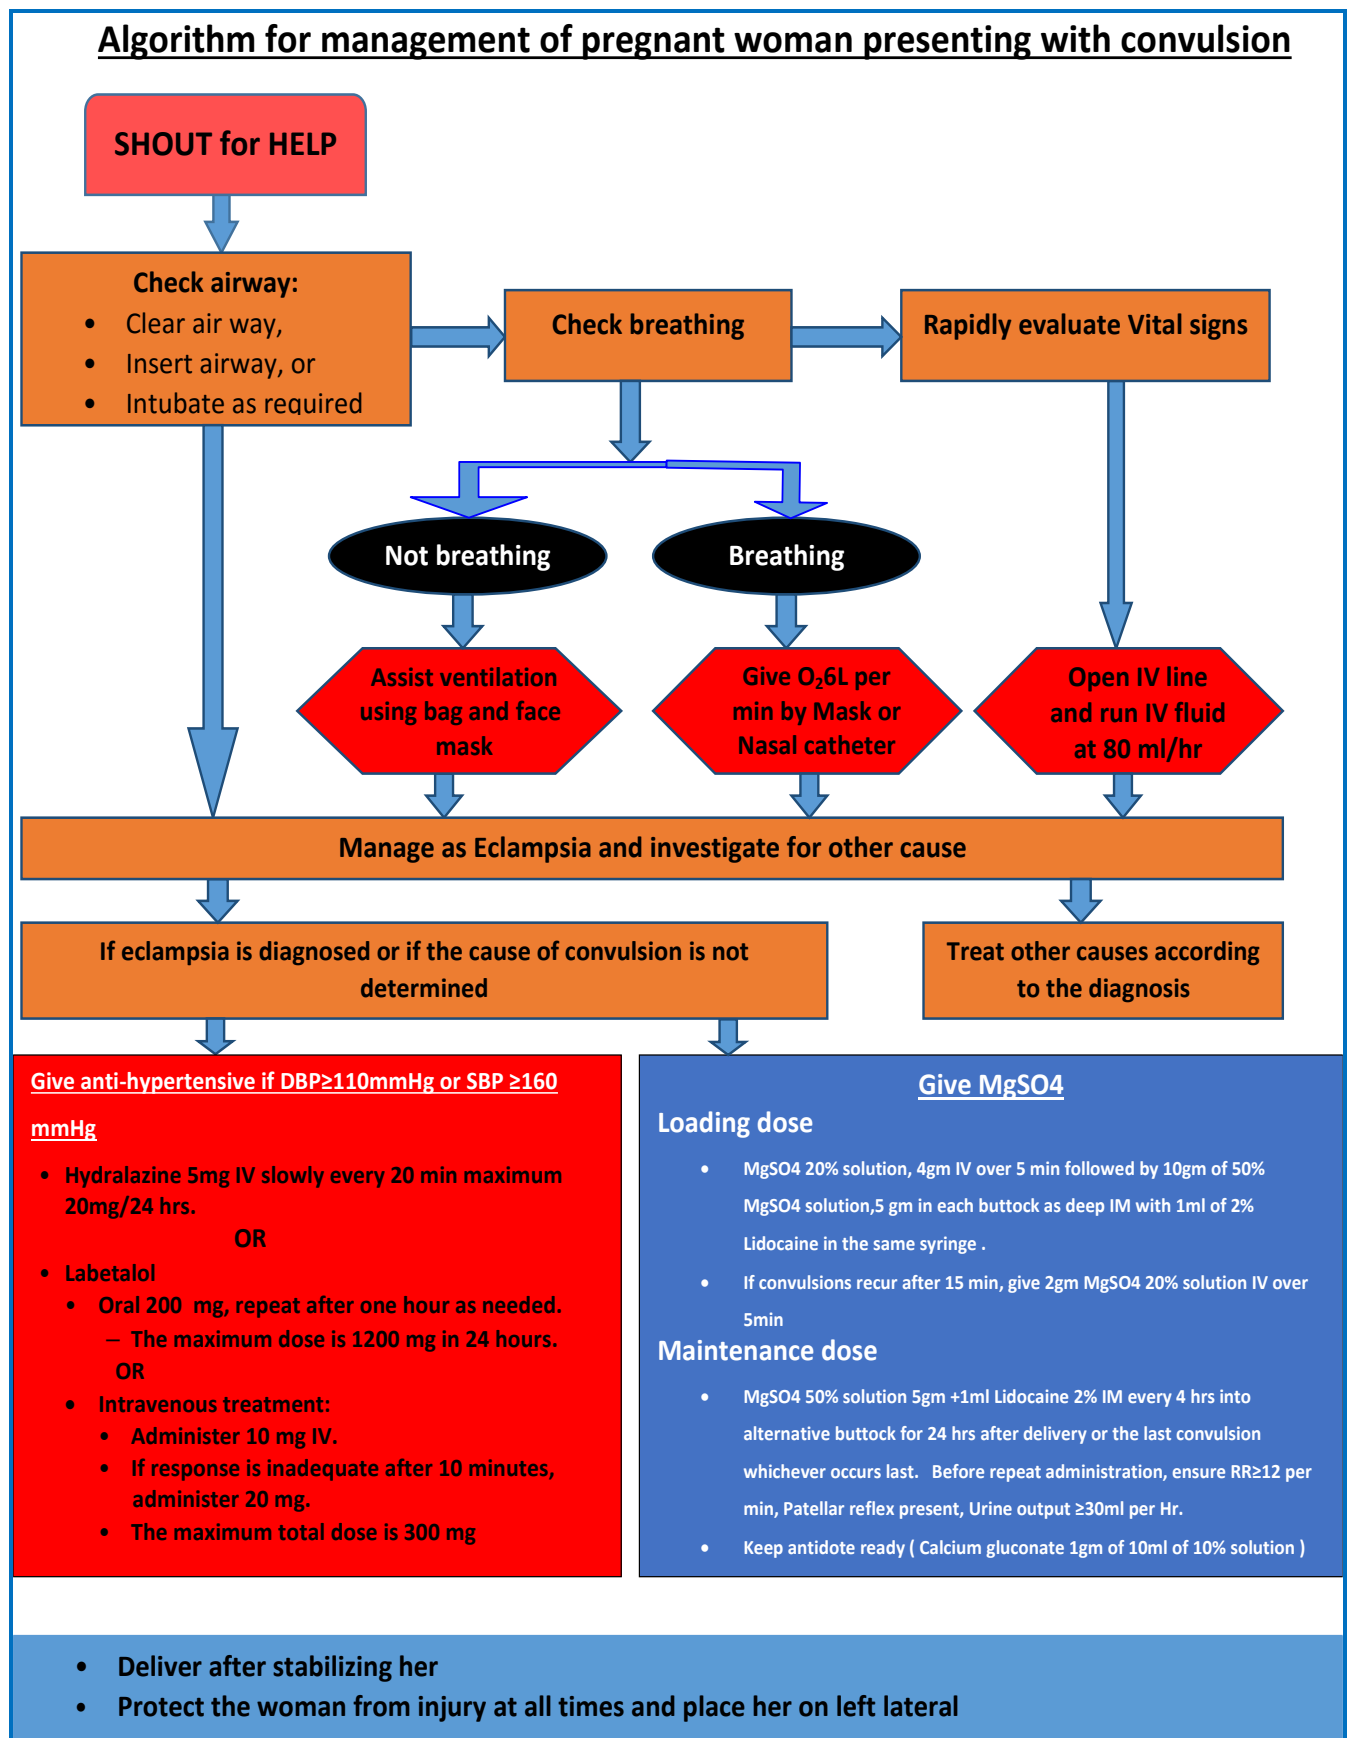 Algorithm for management of pregnant woman presenting with convulsion
SHOUT for HELP
Check airway:
• Clear air way,
• Insert airway, or
• Intubate as required
Check breathing
Rapidly evaluate Vital signs
Not breathing
Breathing
Assist ventilation
using bag and face
mask
Give O₂6L per
min by Mask or
Nasal catheter
Open IV line
and run IV fluid
at 80 ml/hr
Manage as Eclampsia and investigate for other cause
If eclampsia is diagnosed or if the cause of convulsion is not
determined
Treat other causes according
to the diagnosis
Give anti-hypertensive if DBP≥110mmHg or SBP ≥160
mmHg
• Hydralazine 5mg IV slowly every 20 min maximum
20mg/24 hrs.
OR
• Labetalol
• Oral 200 mg, repeat after one hour as needed.
– The maximum dose is 1200 mg in 24 hours.
OR
• Intravenous treatment:
• Administer 10 mg IV.
• If response is inadequate after 10 minutes,
administer 20 mg.
• The maximum total dose is 300 mg
Give MgSO4
Loading dose
• MgSO4 20% solution, 4gm IV over 5 min followed by 10gm of 50%
MgSO4 solution,5 gm in each buttock as deep IM with 1ml of 2%
Lidocaine in the same syringe .
• If convulsions recur after 15 min, give 2gm MgSO4 20% solution IV over
5min
Maintenance dose
• MgSO4 50% solution 5gm +1ml Lidocaine 2% IM every 4 hrs into
alternative buttock for 24 hrs after delivery or the last convulsion
whichever occurs last. Before repeat administration, ensure RR≥12 per
min, Patellar reflex present, Urine output ≥30ml per Hr.
• Keep antidote ready ( Calcium gluconate 1gm of 10ml of 10% solution )
• Deliver after stabilizing her
• Protect the woman from injury at all times and place her on left lateral